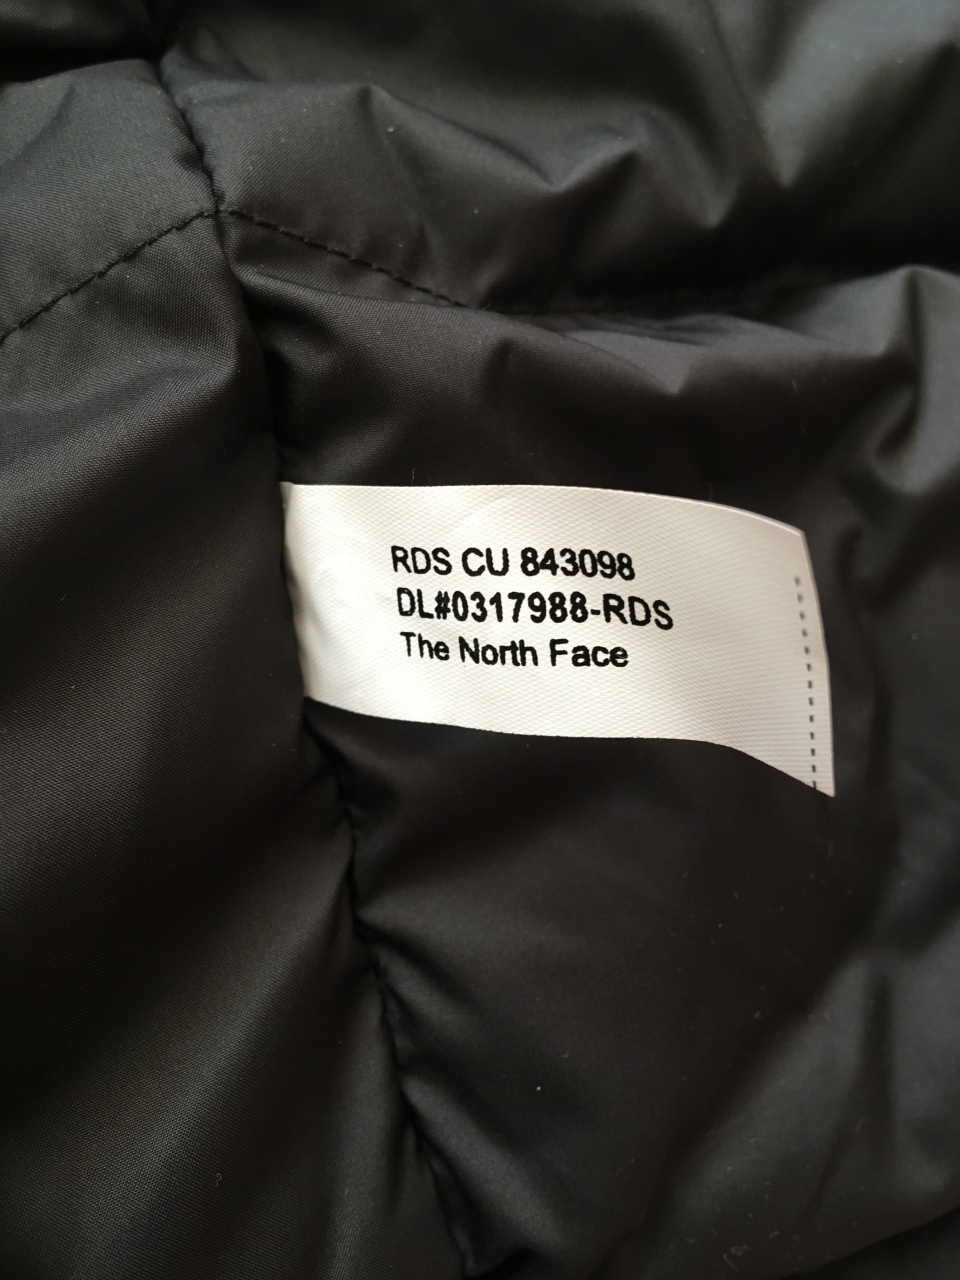 RDS CU 843098
DL#0317988-RDS
The North Face